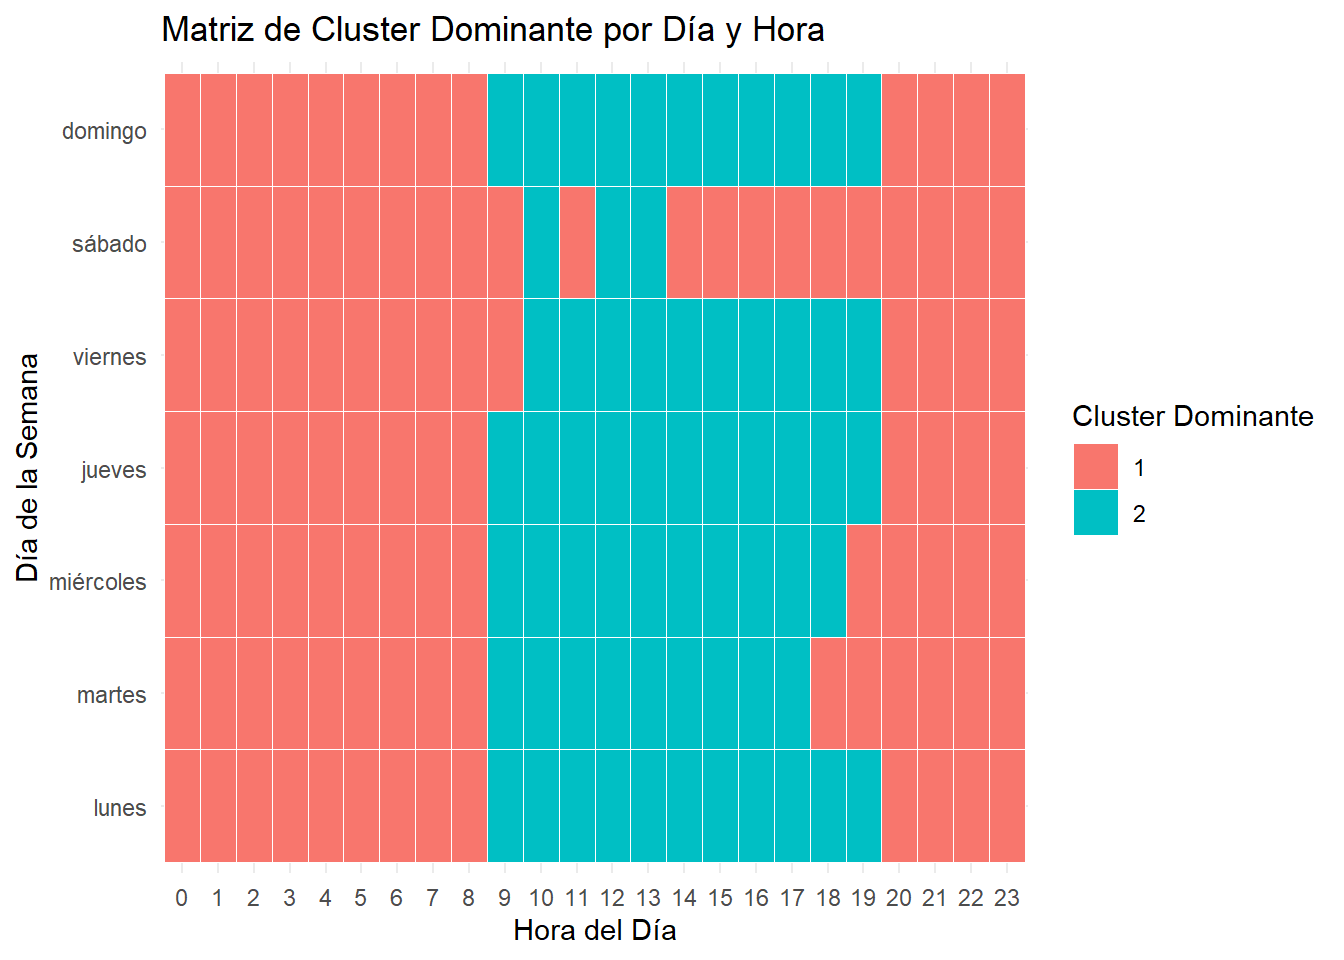 Matriz de Cluster Dominante por Día y Hora
Día de la Semana
domingo
sábado
viernes
jueves
miércoles
martes
lunes
0 1 2 3 4 5 6 7 8 9 10 11 12 13 14 15 16 17 18 19 20 21 22 23
Hora del Día
Cluster Dominante
1
2